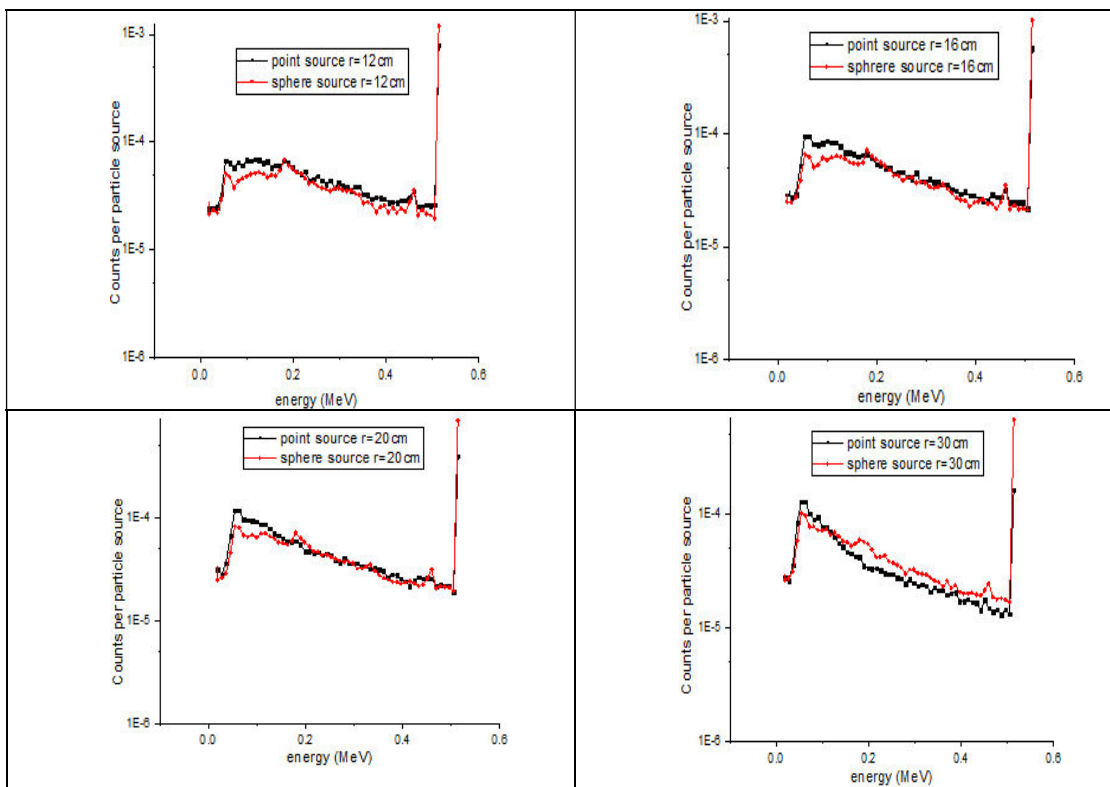 1E-3
point source r=12cm
sphere source r=12cm
1E-4
1E-5
1E-6
Counts per particle source
0.0 0.2 0.4 0.6
energy (MeV)
1E-3
point source r=16cm
sphrere source r=16cm
1E-4
1E-5
1E-6
Counts per particle source
0.0 0.2 0.4 0.6
energy (MeV)
point source r=20cm
sphere source r=20cm
1E-4
1E-5
1E-6
Counts per particle source
0.0 0.2 0.4 0.6
energy (MeV)
point source r=30cm
sphere source r=30cm
1E-4
1E-5
1E-6
Counts per particle source
0.0 0.2 0.4 0.6
energy (MeV)